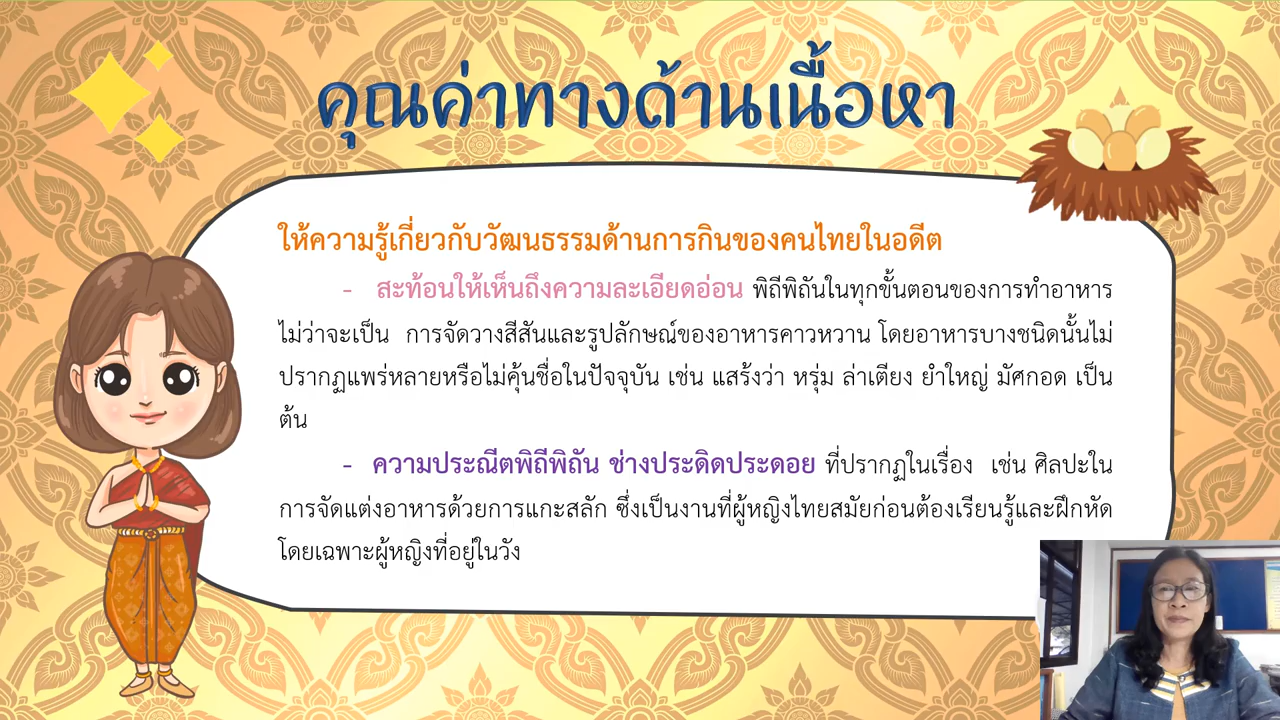 คุณค่าทางด้านเนื้อหา
ให้ความรู้เกี่ยวกับวัฒนธรรมด้านการกินของคนไทยในอดีต
- สะท้อนให้เห็นถึงความละเอียดอ่อน พิถีพิถันในทุกขั้นตอนของการทำอาหาร
ไม่ว่าจะเป็น การจัดวางสีสันและรูปลักษณ์ของอาหารคาวหวาน โดยอาหารบางชนิดนั้นไม่
ปรากฏแพร่หลายหรือไม่คุ้นชื่อในปัจจุบัน เช่น แสร้งว่า หรุ่ม ล่าเตียง ยำใหญ่ มัศกอด เป็น
ต้น
- ความประณีตพิถีพิถัน ช่างประดิดประดอย ที่ปรากฏในเรื่อง เช่น ศิลปะใน
การจัดแต่งอาหารด้วยการแกะสลัก ซึ่งเป็นงานที่ผู้หญิงไทยสมัยก่อนต้องเรียนรู้และฝึกหัด
โดยเฉพาะผู้หญิงที่อยู่ในวัง